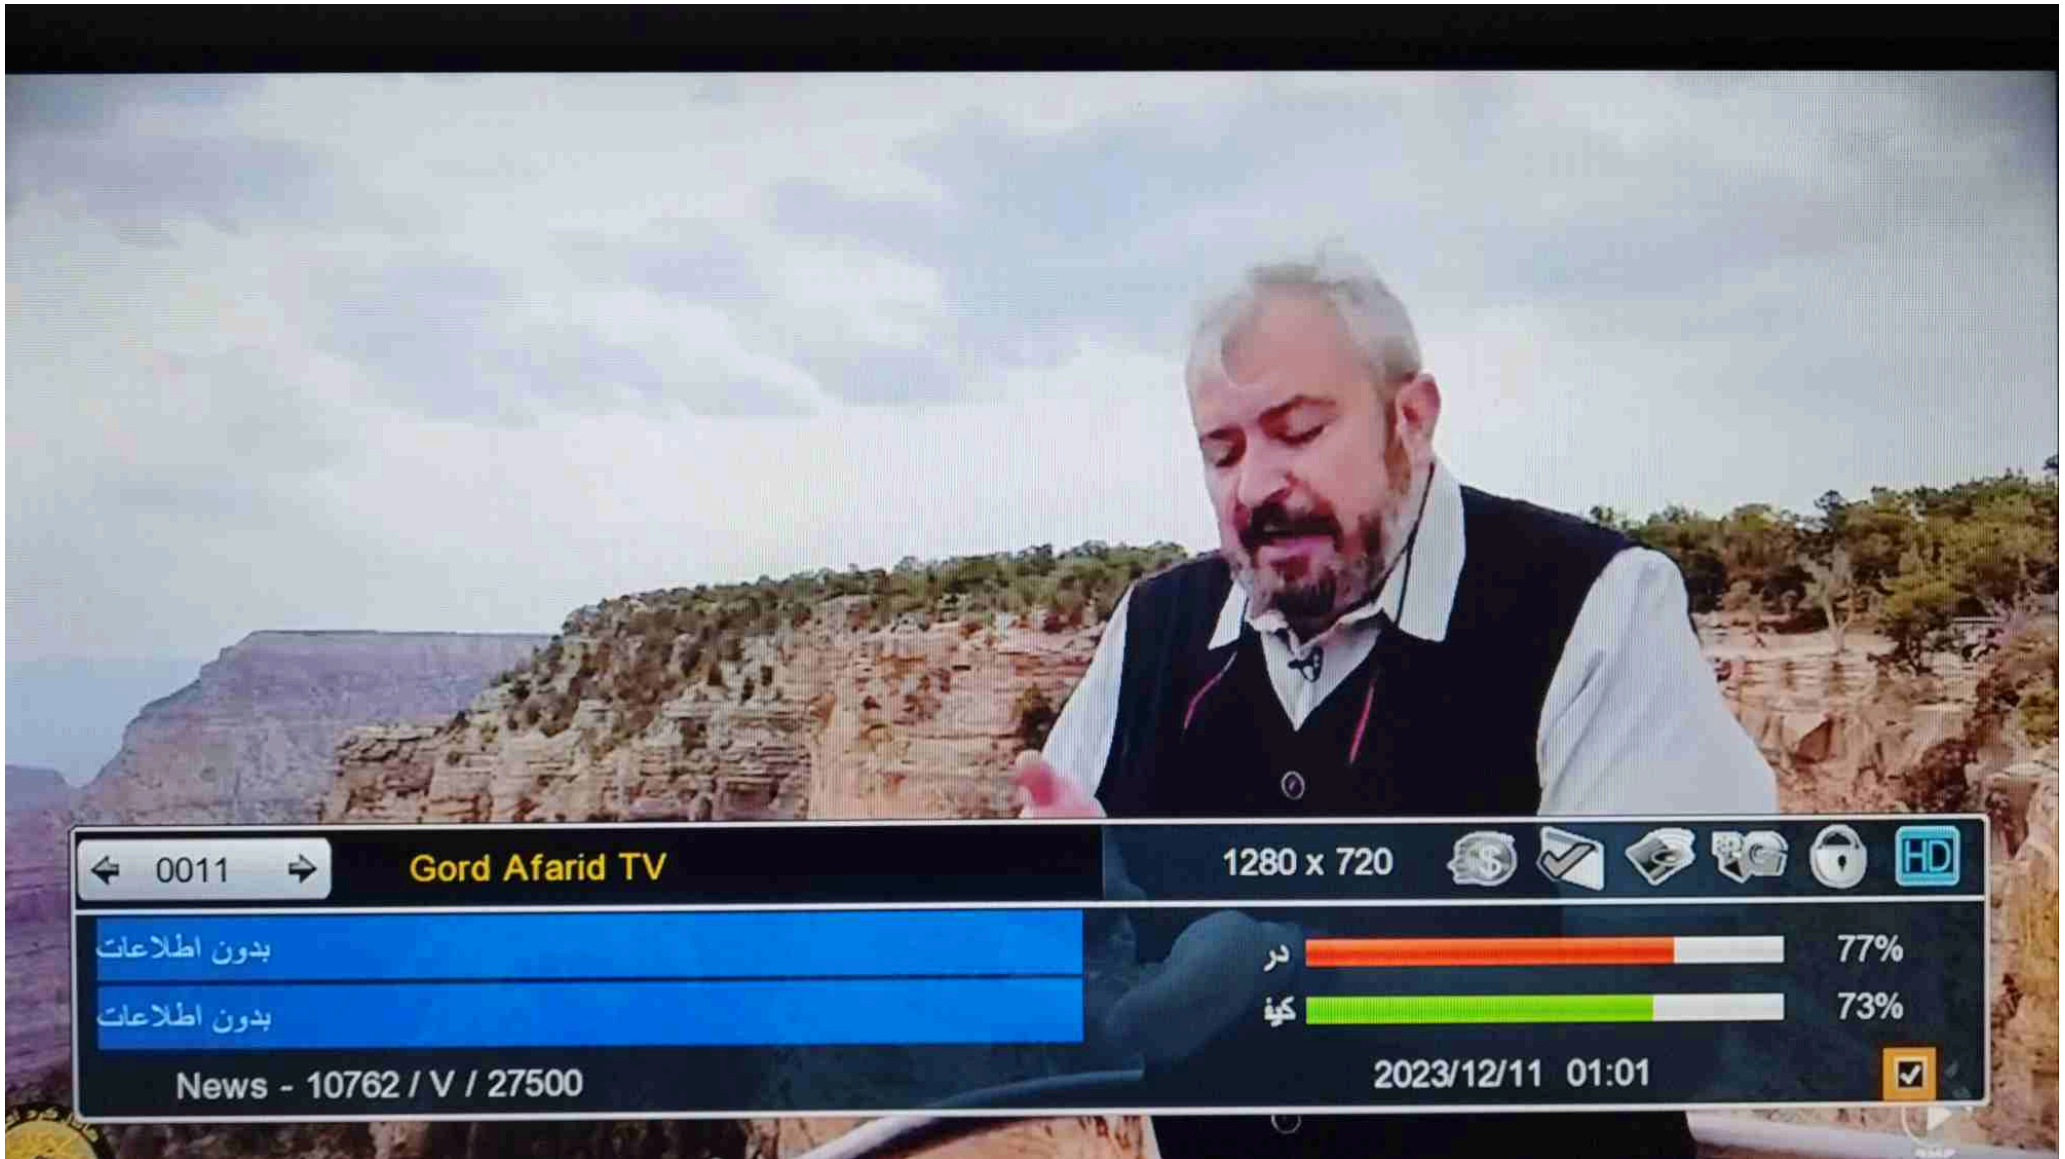 0011
Gord Afarid TV
1280 x 720
HD
بدون اطلاعات
در
77%
بدون اطلاعات
كيف
73%
News - 10762 / V / 27500
2023/12/11 01:01